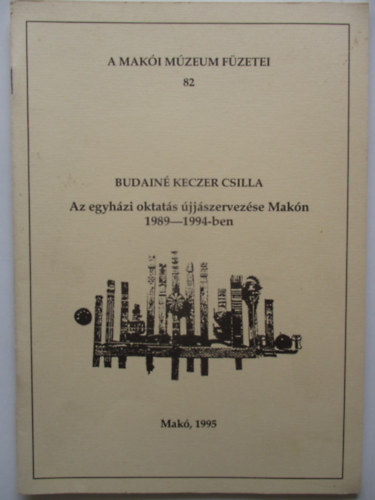 A MAKÓI MÚZEUM FÜZETEI
82
BUDAINÉ KECZER CSILLA
Az egyházi oktatás újjászervezése Makón
1989—1994-ben
Makó, 1995